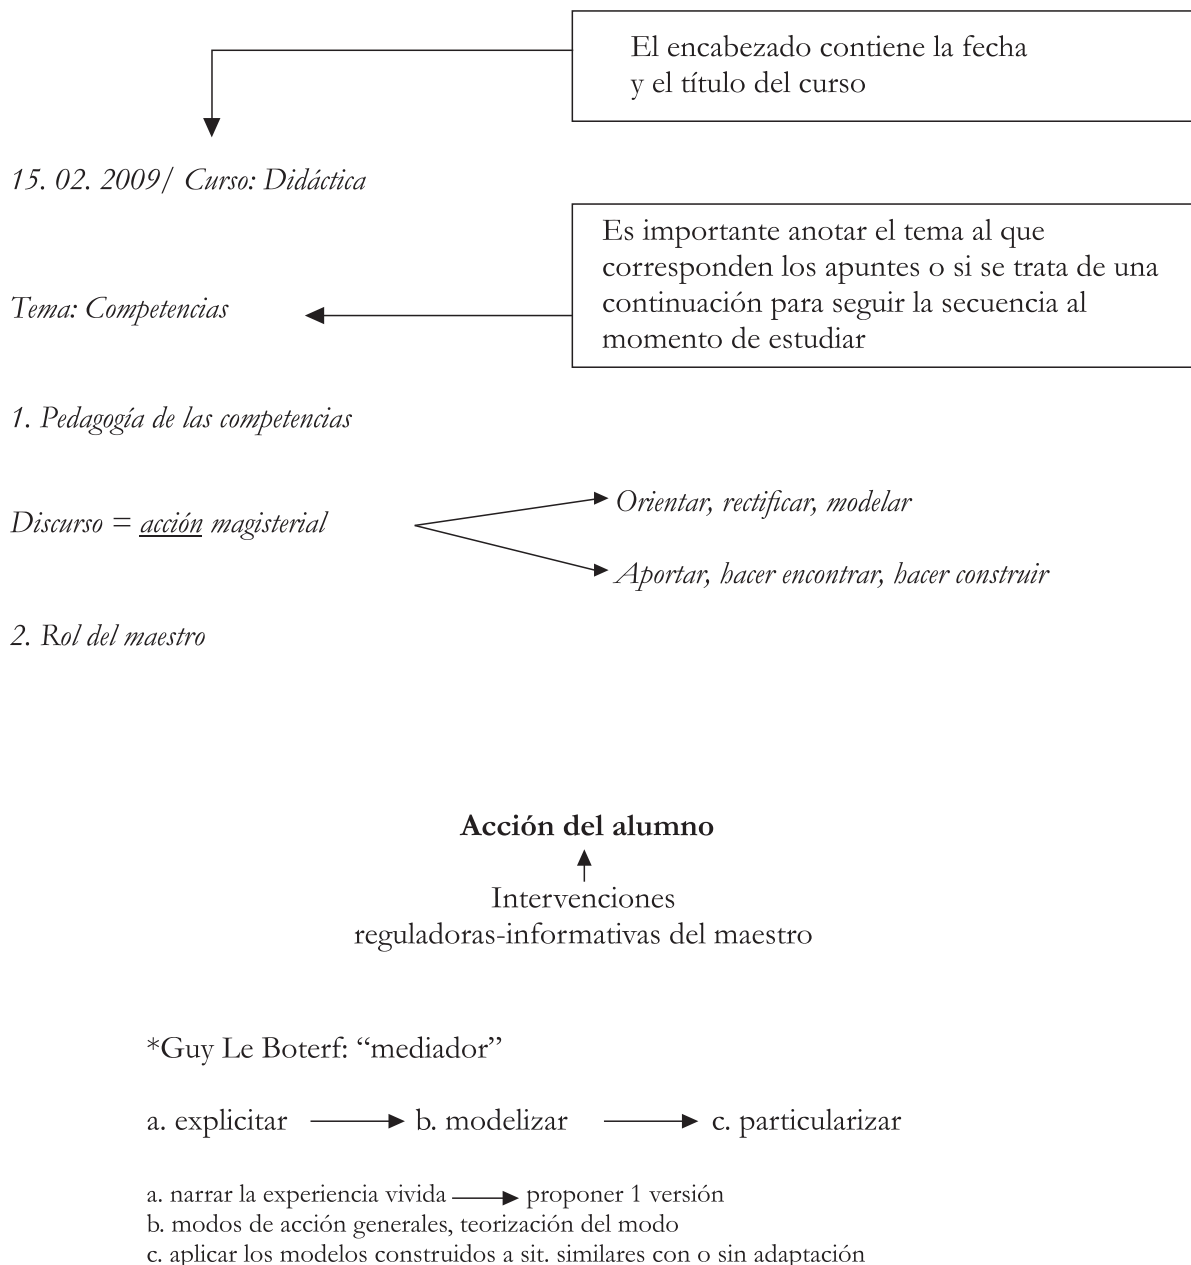 El encabezado contiene la fecha
y el título del curso
15. 02. 2009/ Curso: Didáctica
Es importante anotar el tema al que
corresponden los apuntes o si se trata de una
continuación para seguir la secuencia al
momento de estudiar
Tema: Competencias
1. Pedagogía de las competencias
Orientar, rectificar, modelar
Discurso = acción magisterial
Aportar, hacer encontrar, hacer construir
2. Rol del maestro
Acción del alumno
Intervenciones
reguladoras-informativas del maestro
*Guy Le Boterf: “mediador”
a. explicitar b. modelizar c. particularizar
a. narrar la experiencia vivida proponer 1 versión
b. modos de acción generales, teorización del modo
c. aplicar los modelos construidos a sit. similares con o sin adaptación